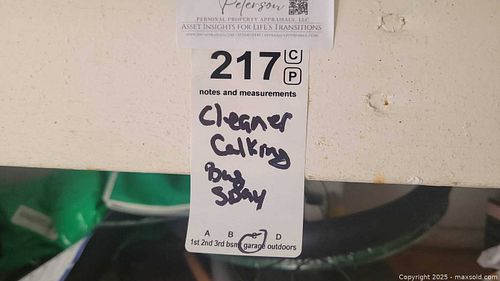 Peterson
PERSONAL PROPERTY APPRAISALS, LLC
ASSET INSIGHTS FOR LIFE'S TRANSITIONS
217
C
P
notes and measurements
Cleaner
Calking
Bug
Spray
A B C D
1st 2nd 3rd bsmt garage outdoors
Copyright © 2025 - maxsold.com